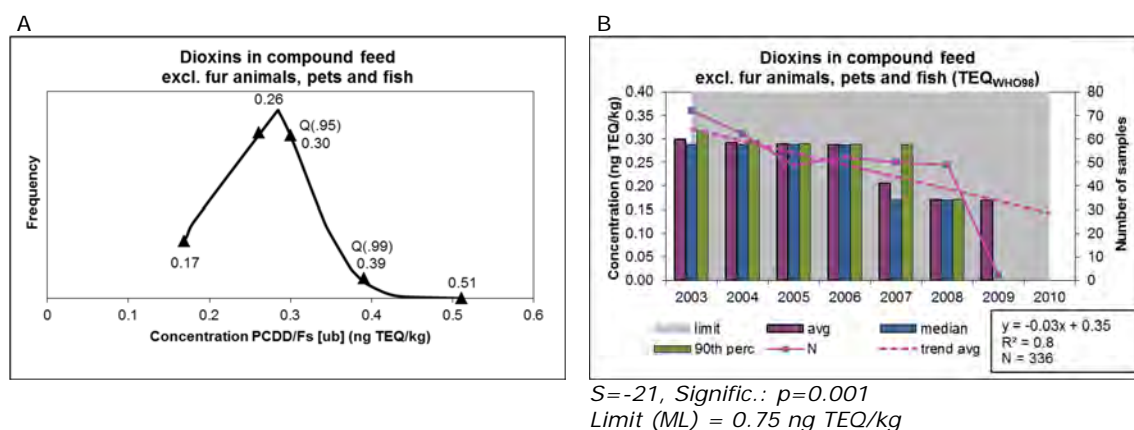 A
Dioxins in compound feed
excl. fur animals, pets and fish
0.26
Q(.95)
0.30
Q(.99)
0.39
0.17
0.51
Frequency
0 0.1 0.2 0.3 0.4 0.5 0.6
Concentration PCDD/Fs [ub] (ng TEQ/kg)
B
Dioxins in compound feed
excl. fur animals, pets and fish (TEQWHO98)
Concentration (ng TEQ/kg)
0.40
0.35
0.30
0.25
0.20
0.15
0.10
0.05
0.00
80
70
60
50
40
30
20
10
0
Number of samples
2003 2004 2005 2006 2007 2008 2009 2010
limit avg median
90th perc N trend avg
y = -0.03x + 0.35
R² = 0.8
N = 336
S=-21, Signific.: p=0.001
Limit (ML) = 0.75 ng TEQ/kg